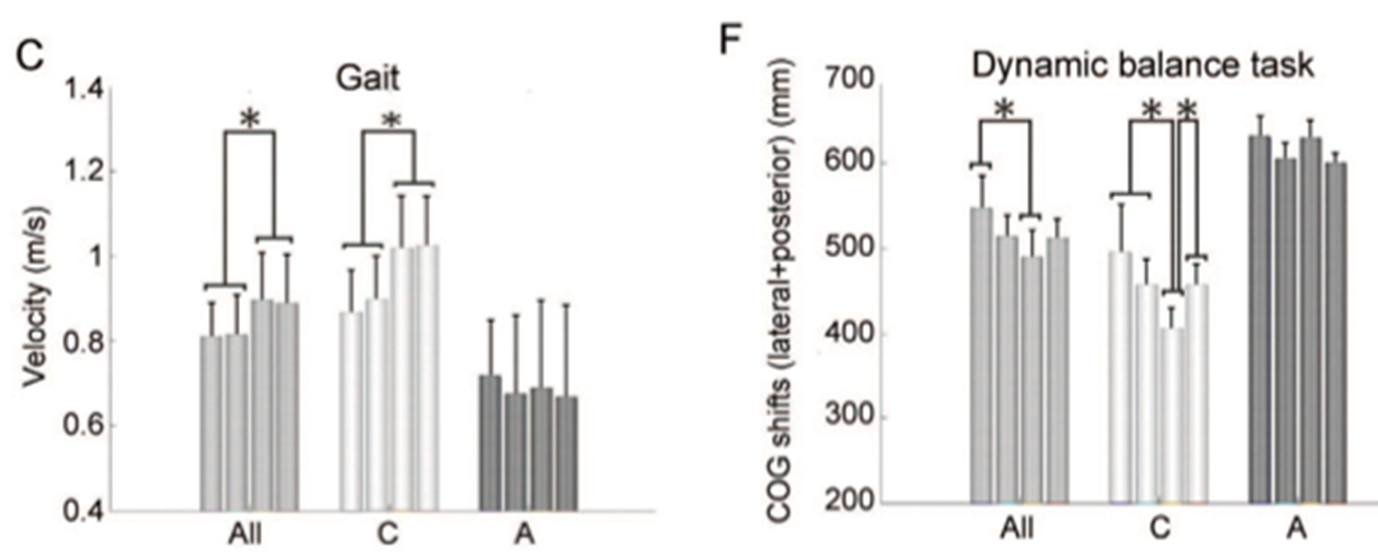 C
Gait
Velocity (m/s)
1.4
1.2
1
0.8
0.6
0.4
* *
All C A
F
Dynamic balance task
COG shifts (lateral+posterior) (mm)
700
600
500
400
300
200
* * *
All C A